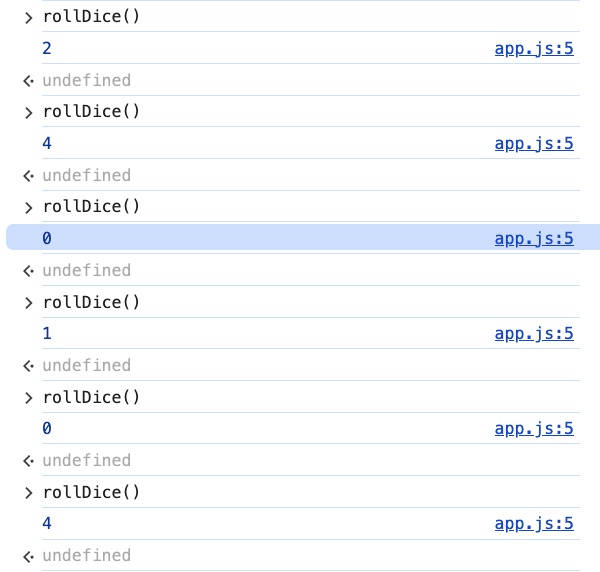 rollDice()
2 app.js:5
undefined
rollDice()
4 app.js:5
undefined
rollDice()
0 app.js:5
undefined
rollDice()
1 app.js:5
undefined
rollDice()
0 app.js:5
undefined
rollDice()
4 app.js:5
undefined